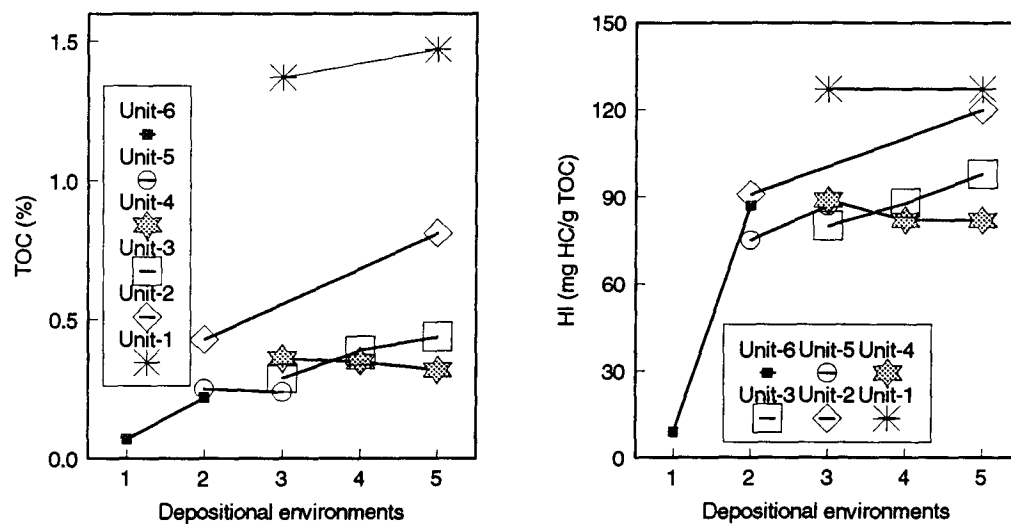 TOC (%)
1.5
1.0
0.5
0.0
Unit-6
Unit-5
Unit-4
Unit-3
Unit-2
Unit-1
1 2 3 4 5
Depositional environments
HI (mg HC/g TOC)
150
120
90
60
30
0
Unit-6 Unit-5 Unit-4
Unit-3 Unit-2 Unit-1
1 2 3 4 5
Depositional environments